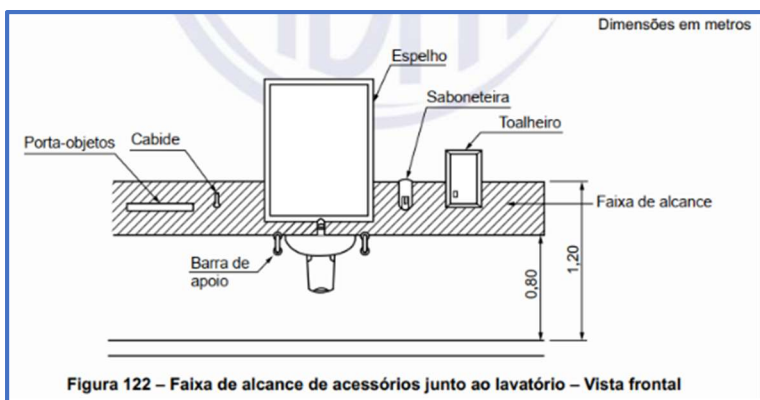 Dimensões em metros
Espelho
Saboneteira
Toalheiro
Porta-objetos
Cabide
Faixa de alcance
Barra de
apoio
0,80
1,20
Figura 122 – Faixa de alcance de acessórios junto ao lavatório – Vista frontal